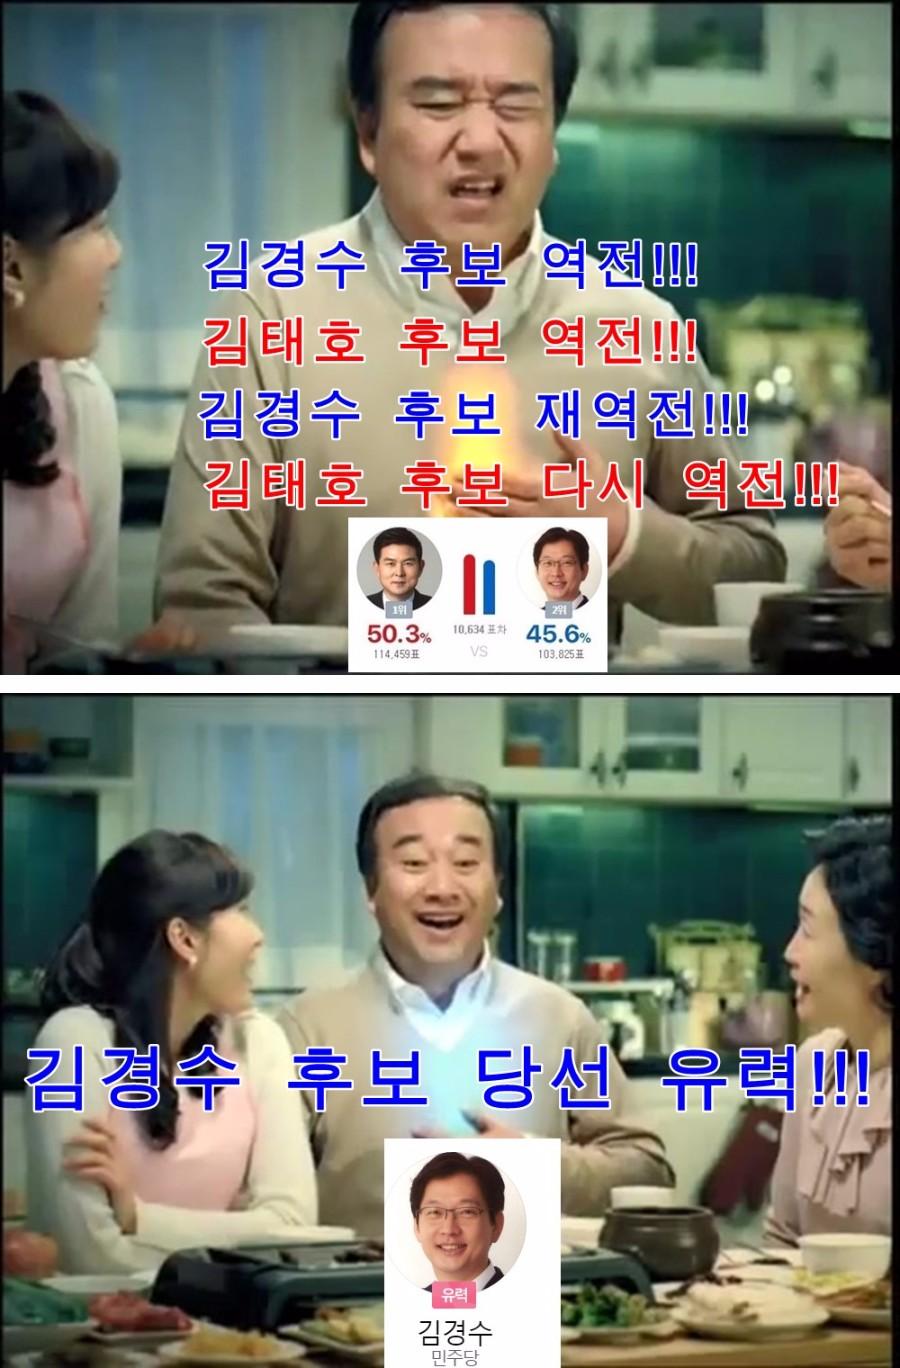 김경수 후보 역전!!!
김태호 후보 역전!!!
김경수 후보 재역전!!!
김태호 후보 다시 역전!!!
1위 2위
50.3% 10,634 표차 45.6%
114,459표 VS 103,825표
김경수 후보 당선 유력!!!
유력
김경수
민주당